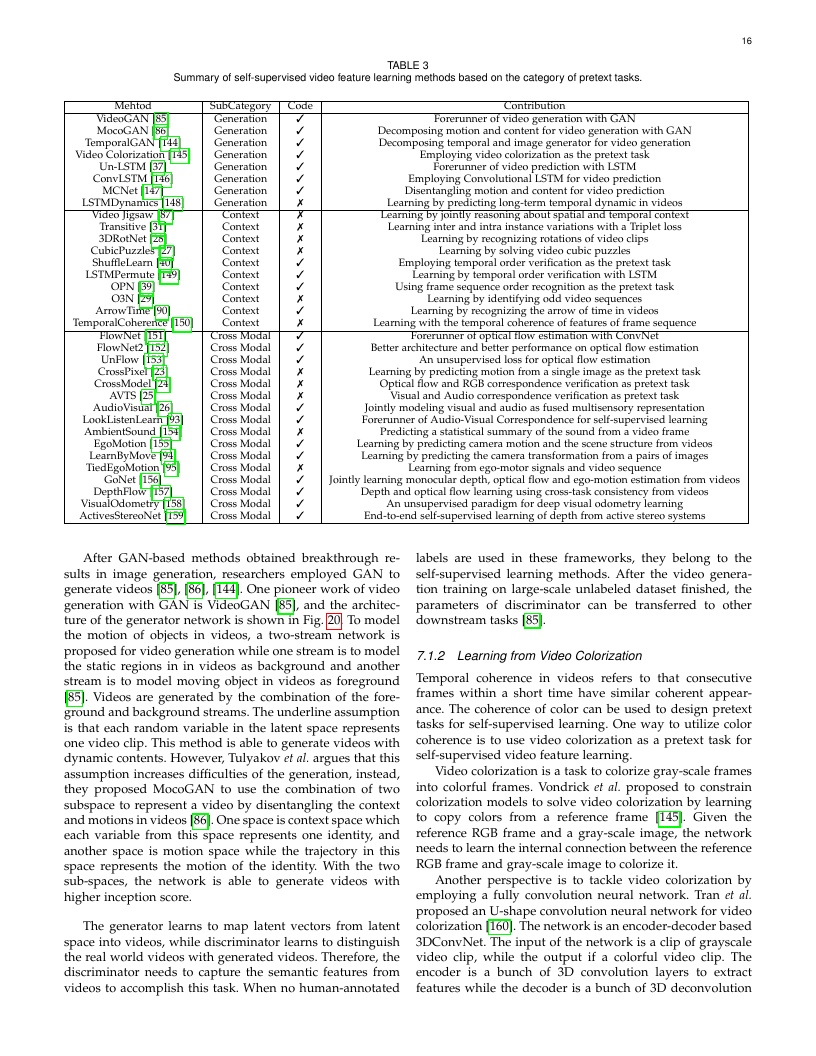 16
TABLE 3
Summary of self-supervised video feature learning methods based on the category of pretext tasks.
Mehtod SubCategory Code Contribution
VideoGAN [85] Generation ✓ Forerunner of video generation with GAN
MocoGAN [86] Generation ✓ Decomposing motion and content for video generation with GAN
TemporalGAN [144] Generation ✓ Decomposing temporal and image generator for video generation
Video Colorization [145] Generation ✓ Employing video colorization as the pretext task
Un-LSTM [37] Generation ✓ Forerunner of video prediction with LSTM
ConvLSTM [146] Generation ✓ Employing Convolutional LSTM for video prediction
MCNet [147] Generation ✓ Disentangling motion and content for video prediction
LSTMDynamics [148] Generation ✗ Learning by predicting long-term temporal dynamic in videos
Video Jigsaw [87] Context ✗ Learning by jointly reasoning about spatial and temporal context
Transitive [31] Context ✗ Learning inter and intra instance variations with a Triplet loss
3DRotNet [28] Context ✗ Learning by recognizing rotations of video clips
CubicPuzzles [27] Context ✗ Learning by solving video cubic puzzles
ShuffleLearn [40] Context ✓ Employing temporal order verification as the pretext task
LSTMPermute [149] Context ✓ Learning by temporal order verification with LSTM
OPN [39] Context ✓ Using frame sequence order recognition as the pretext task
O3N [29] Context ✗ Learning by identifying odd video sequences
ArrowTime [90] Context ✓ Learning by recognizing the arrow of time in videos
TemporalCoherence [150] Context ✗ Learning with the temporal coherence of features of frame sequence
FlowNet [151] Cross Modal ✓ Forerunner of optical flow estimation with ConvNet
FlowNet2 [152] Cross Modal ✓ Better architecture and better performance on optical flow estimation
UnFlow [153] Cross Modal ✓ An unsupervised loss for optical flow estimation
CrossPixel [23] Cross Modal ✗ Learning by predicting motion from a single image as the pretext task
CrossModel [24] Cross Modal ✗ Optical flow and RGB correspondence verification as pretext task
AVTS [25] Cross Modal ✗ Visual and Audio correspondence verification as pretext task
AudioVisual [26] Cross Modal ✓ Jointly modeling visual and audio as fused multisensory representation
LookListenLearn [93] Cross Modal ✓ Forerunner of Audio-Visual Correspondence for self-supervised learning
AmbientSound [154] Cross Modal ✗ Predicting a statistical summary of the sound from a video frame
EgoMotion [155] Cross Modal ✓ Learning by predicting camera motion and the scene structure from videos
LearnByMove [94] Cross Modal ✓ Learning by predicting the camera transformation from a pairs of images
TiedEgoMotion [95] Cross Modal ✗ Learning from ego-motor signals and video sequence
GoNet [156] Cross Modal ✓ Jointly learning monocular depth, optical flow and ego-motion estimation from videos
DepthFlow [157] Cross Modal ✓ Depth and optical flow learning using cross-task consistency from videos
VisualOdometry [158] Cross Modal ✓ An unsupervised paradigm for deep visual odometry learning
ActivesStereoNet [159] Cross Modal ✓ End-to-end self-supervised learning of depth from active stereo systems
After GAN-based methods obtained breakthrough re-
sults in image generation, researchers employed GAN to
generate videos [85], [86], [144]. One pioneer work of video
generation with GAN is VideoGAN [85], and the architec-
ture of the generator network is shown in Fig. 20. To model
the motion of objects in videos, a two-stream network is
proposed for video generation while one stream is to model
the static regions in in videos as background and another
stream is to model moving object in videos as foreground
[85]. Videos are generated by the combination of the fore-
ground and background streams. The underline assumption
is that each random variable in the latent space represents
one video clip. This method is able to generate videos with
dynamic contents. However, Tulyakov et al. argues that this
assumption increases difficulties of the generation, instead,
they proposed MocoGAN to use the combination of two
subspace to represent a video by disentangling the context
and motions in videos [86]. One space is context space which
each variable from this space represents one identity, and
another space is motion space while the trajectory in this
space represents the motion of the identity. With the two
sub-spaces, the network is able to generate videos with
higher inception score.
The generator learns to map latent vectors from latent
space into videos, while discriminator learns to distinguish
the real world videos with generated videos. Therefore, the
discriminator needs to capture the semantic features from
videos to accomplish this task. When no human-annotated
labels are used in these frameworks, they belong to the
self-supervised learning methods. After the video genera-
tion training on large-scale unlabeled dataset finished, the
parameters of discriminator can be transferred to other
downstream tasks [85].
7.1.2 Learning from Video Colorization
Temporal coherence in videos refers to that consecutive
frames within a short time have similar coherent appear-
ance. The coherence of color can be used to design pretext
tasks for self-supervised learning. One way to utilize color
coherence is to use video colorization as a pretext task for
self-supervised video feature learning.
Video colorization is a task to colorize gray-scale frames
into colorful frames. Vondrick et al. proposed to constrain
colorization models to solve video colorization by learning
to copy colors from a reference frame [145]. Given the
reference RGB frame and a gray-scale image, the network
needs to learn the internal connection between the reference
RGB frame and gray-scale image to colorize it.
Another perspective is to tackle video colorization by
employing a fully convolution neural network. Tran et al.
proposed an U-shape convolution neural network for video
colorization [160]. The network is an encoder-decoder based
3DConvNet. The input of the network is a clip of grayscale
video clip, while the output if a colorful video clip. The
encoder is a bunch of 3D convolution layers to extract
features while the decoder is a bunch of 3D deconvolution